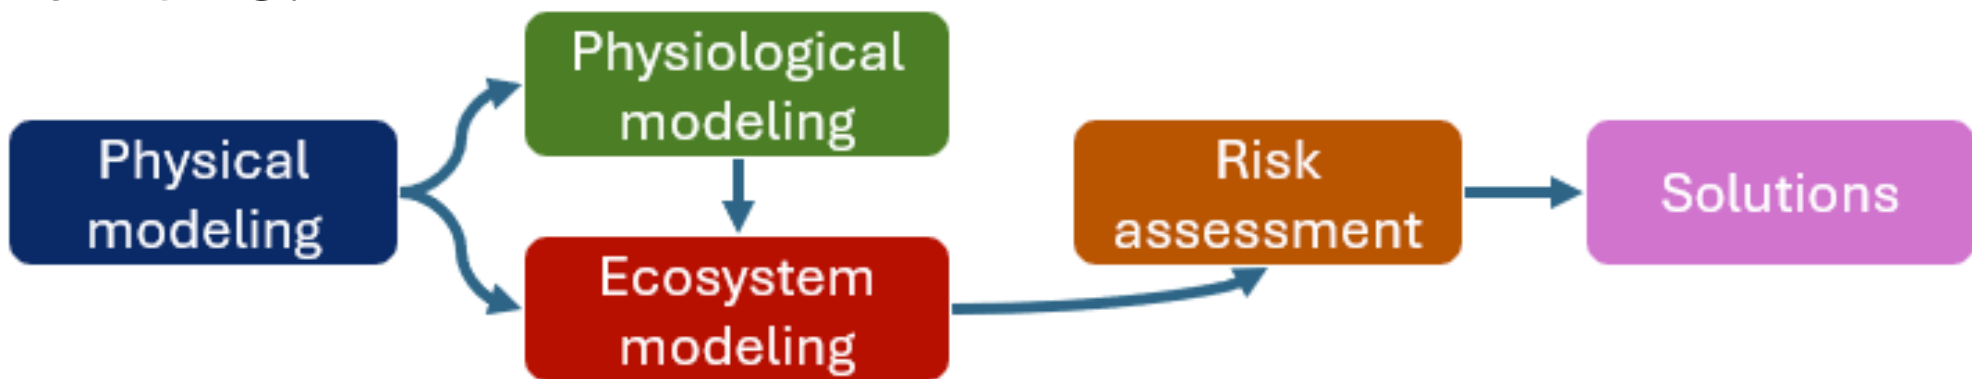 Physical
modeling
Physiological
modeling
Ecosystem
modeling
Risk
assessment
Solutions